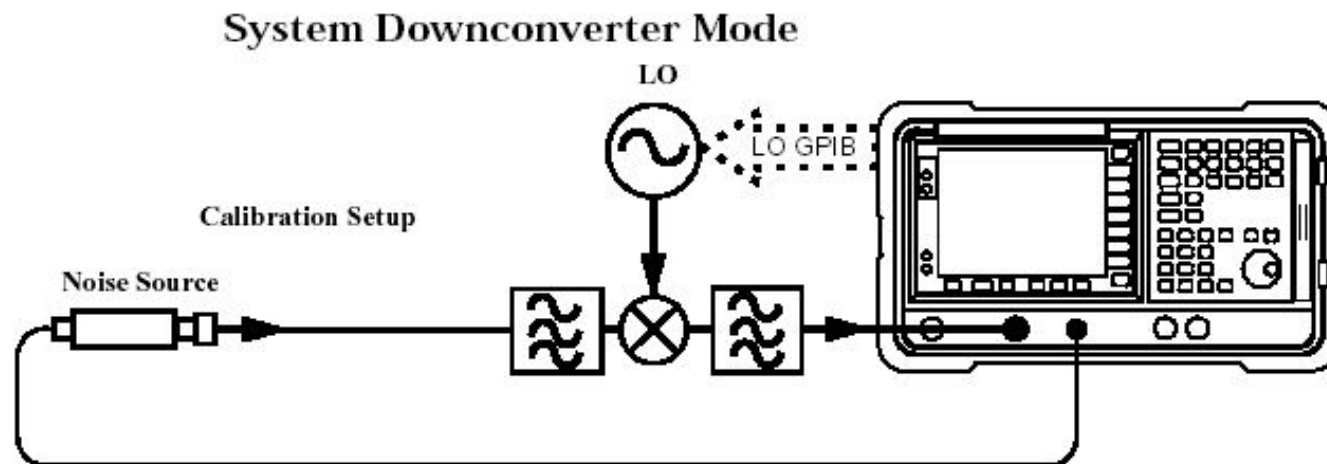 System Downconverter Mode
LO
LO GPIB
Calibration Setup
Noise Source